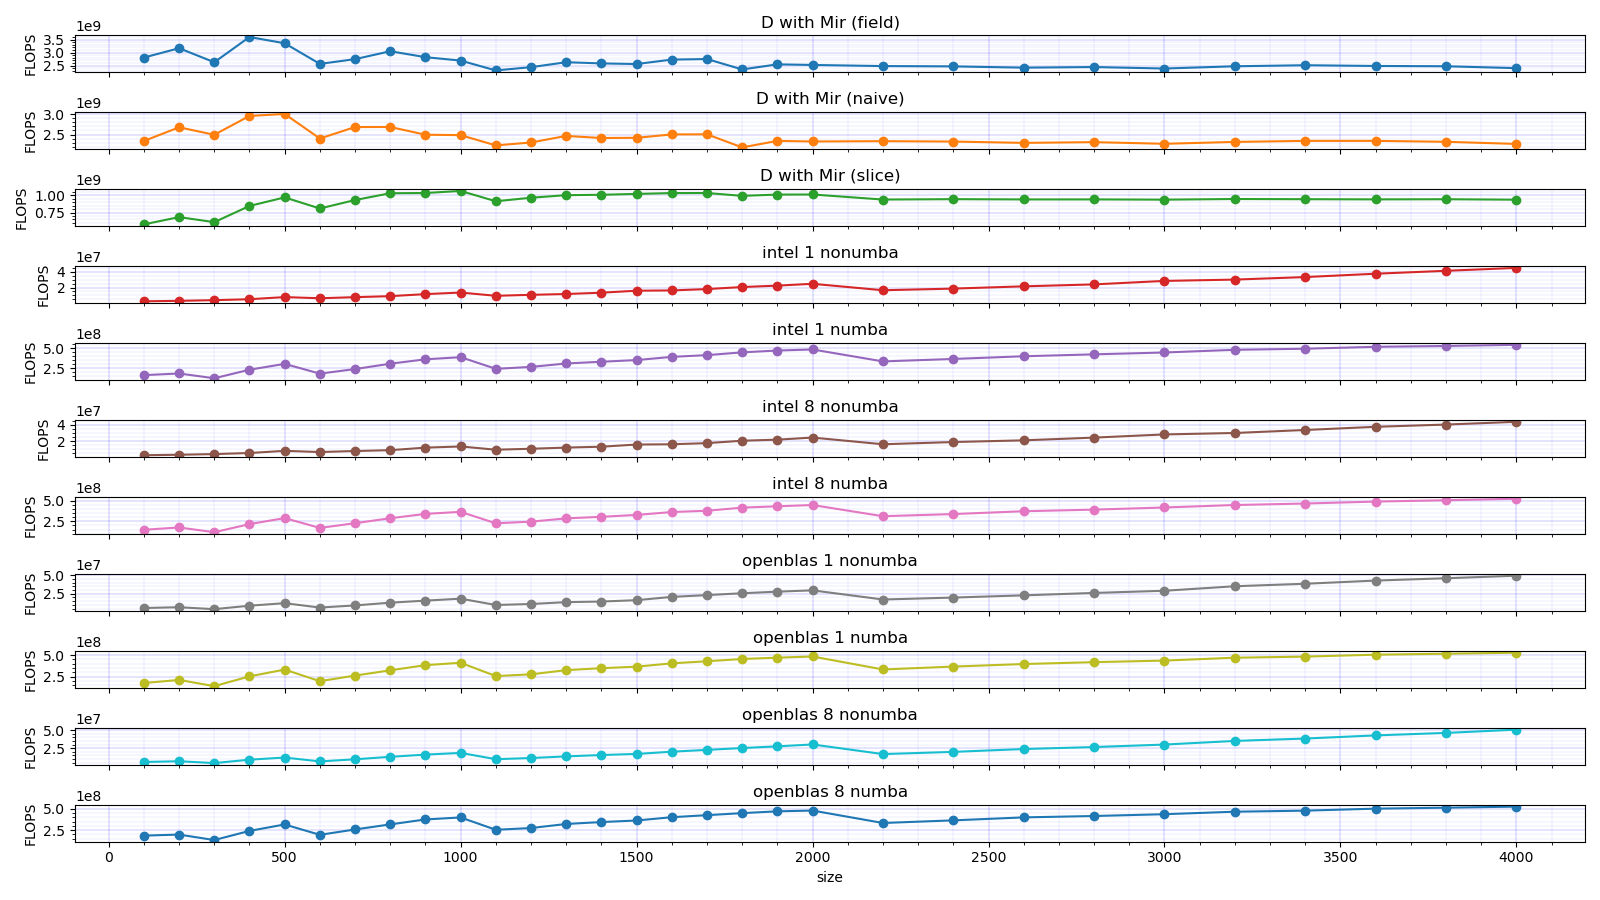 D with Mir (field)
1e9
FLOPS
3.5
3.0
2.5
D with Mir (naive)
1e9
FLOPS
3.0
2.5
D with Mir (slice)
1e9
FLOPS
1.00
0.75
intel 1 nonumba
1e7
FLOPS
4
2
intel 1 numba
1e8
FLOPS
5.0
2.5
intel 8 nonumba
1e7
FLOPS
4
2
intel 8 numba
1e8
FLOPS
5.0
2.5
openblas 1 nonumba
1e7
FLOPS
5.0
2.5
openblas 1 numba
1e8
FLOPS
5.0
2.5
openblas 8 nonumba
1e7
FLOPS
5.0
2.5
openblas 8 numba
1e8
FLOPS
5.0
2.5
0 500 1000 1500 2000 2500 3000 3500 4000
size